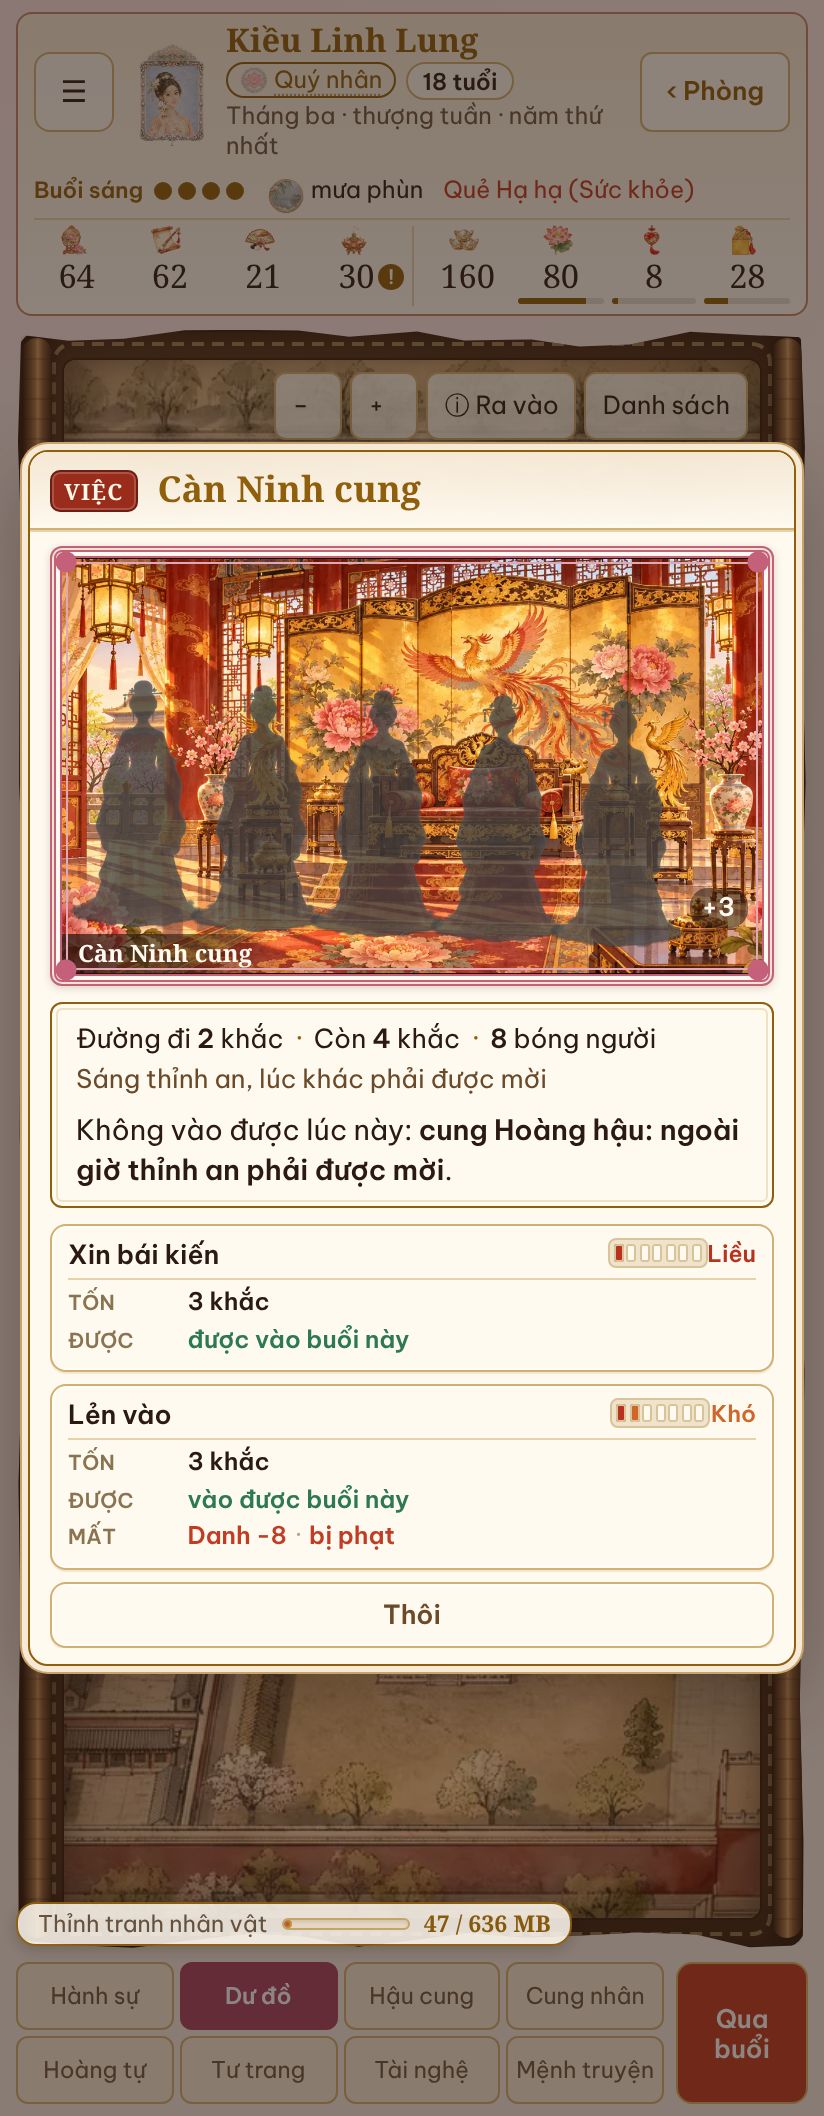 ☰
Kiều Linh Lung
Quý nhân
18 tuổi
Tháng ba · thượng tuần · năm thứ
nhất
‹ Phòng
Buổi sáng
mưa phùn
Quẻ Hạ hạ (Sức khỏe)
64
62
21
30
!
160
80
8
28
−
+
ⓘ Ra vào
Danh sách
VIỆC
Càn Ninh cung
+3
Càn Ninh cung
Đường đi 2 khắc · Còn 4 khắc · 8 bóng người
Sáng thỉnh an, lúc khác phải được mời
Không vào được lúc này: cung Hoàng hậu: ngoài
giờ thỉnh an phải được mời.
Xin bái kiến
Liều
TỐN 3 khắc
ĐƯỢC được vào buổi này
Lẻn vào
Khó
TỐN 3 khắc
ĐƯỢC vào được buổi này
MẤT Danh -8 · bị phạt
Thôi
Thỉnh tranh nhân vật
47 / 636 MB
Hành sự
Dư đồ
Hậu cung
Cung nhân
Qua
buổi
Hoàng tự
Tư trang
Tài nghệ
Mệnh truyện